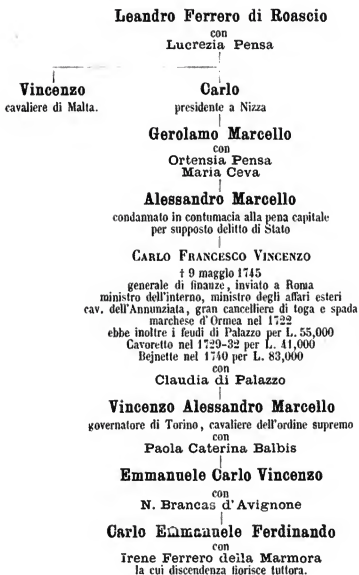 Leandro Ferrero di Roascio
con
Lucrezia Pensa
Vincenzo
cavaliere di Malta.
Carlo
presidente a Nizza
Gerolamo Marcello
con
Ortensia Pensa
Maria Ceva
Alessandro Marcello
condannato in contumacia alla pena capitale
per supposto delitto di Stato
CARLO FRANCESCO VINCENZO
† 9 maggio 1745
generale di finanze, inviato a Roma
ministro dell'interno, ministro degli affari esteri
cav. dell'Annunziata, gran cancelliere di toga e spada
marchese d'Ormea nel 1722
ebbe inoltre i feudi di Palazzo per L. 55,000
Cavoretto nel 1729-32 per L. 41,000
Bejnette nel 1740 per L. 83,000
con
Claudia di Palazzo
Vincenzo Alessandro Marcello
governatore di Torino, cavaliere dell'ordine supremo
con
Paola Caterina Balbis
Emmanuele Carlo Vincenzo
con
N. Brancas d'Avignone
Carlo Emmanuele Ferdinando
con
Irene Ferrero della Marmora
la cui discendenza fiorisce tuttora.